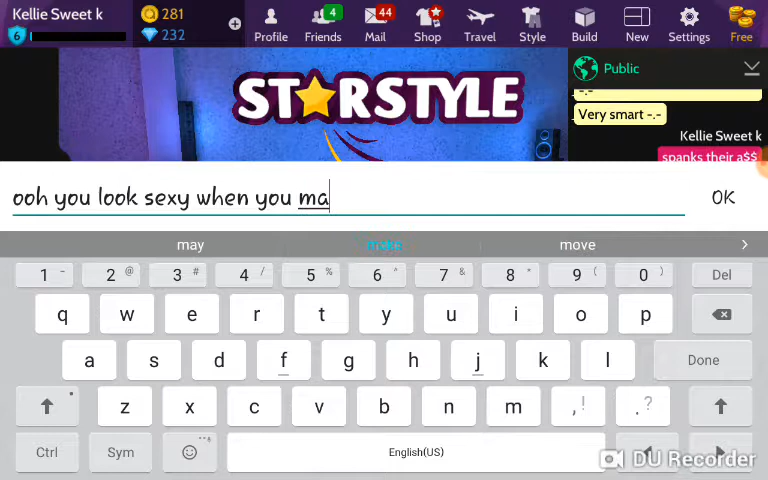 Kellie Sweet k
6
281
232
Profile
4
Friends
44
Mail
Shop
Travel
Style
Build
New
Settings
Free
STARSTYLE
Public
-.-
Very smart -.-
Kellie Sweet k
spanks their a$$
ooh you look sexy when you ma
OK
may
move
1 - 2 @ 3 # 4 / 5 % 6 ^ 7 & 8 * 9 ( 0 ) Del
q w e r t y u i o p
a s d f g h j k l Done
z x c v b n m , ! . ?
Ctrl Sym English(US)
DU Recorder